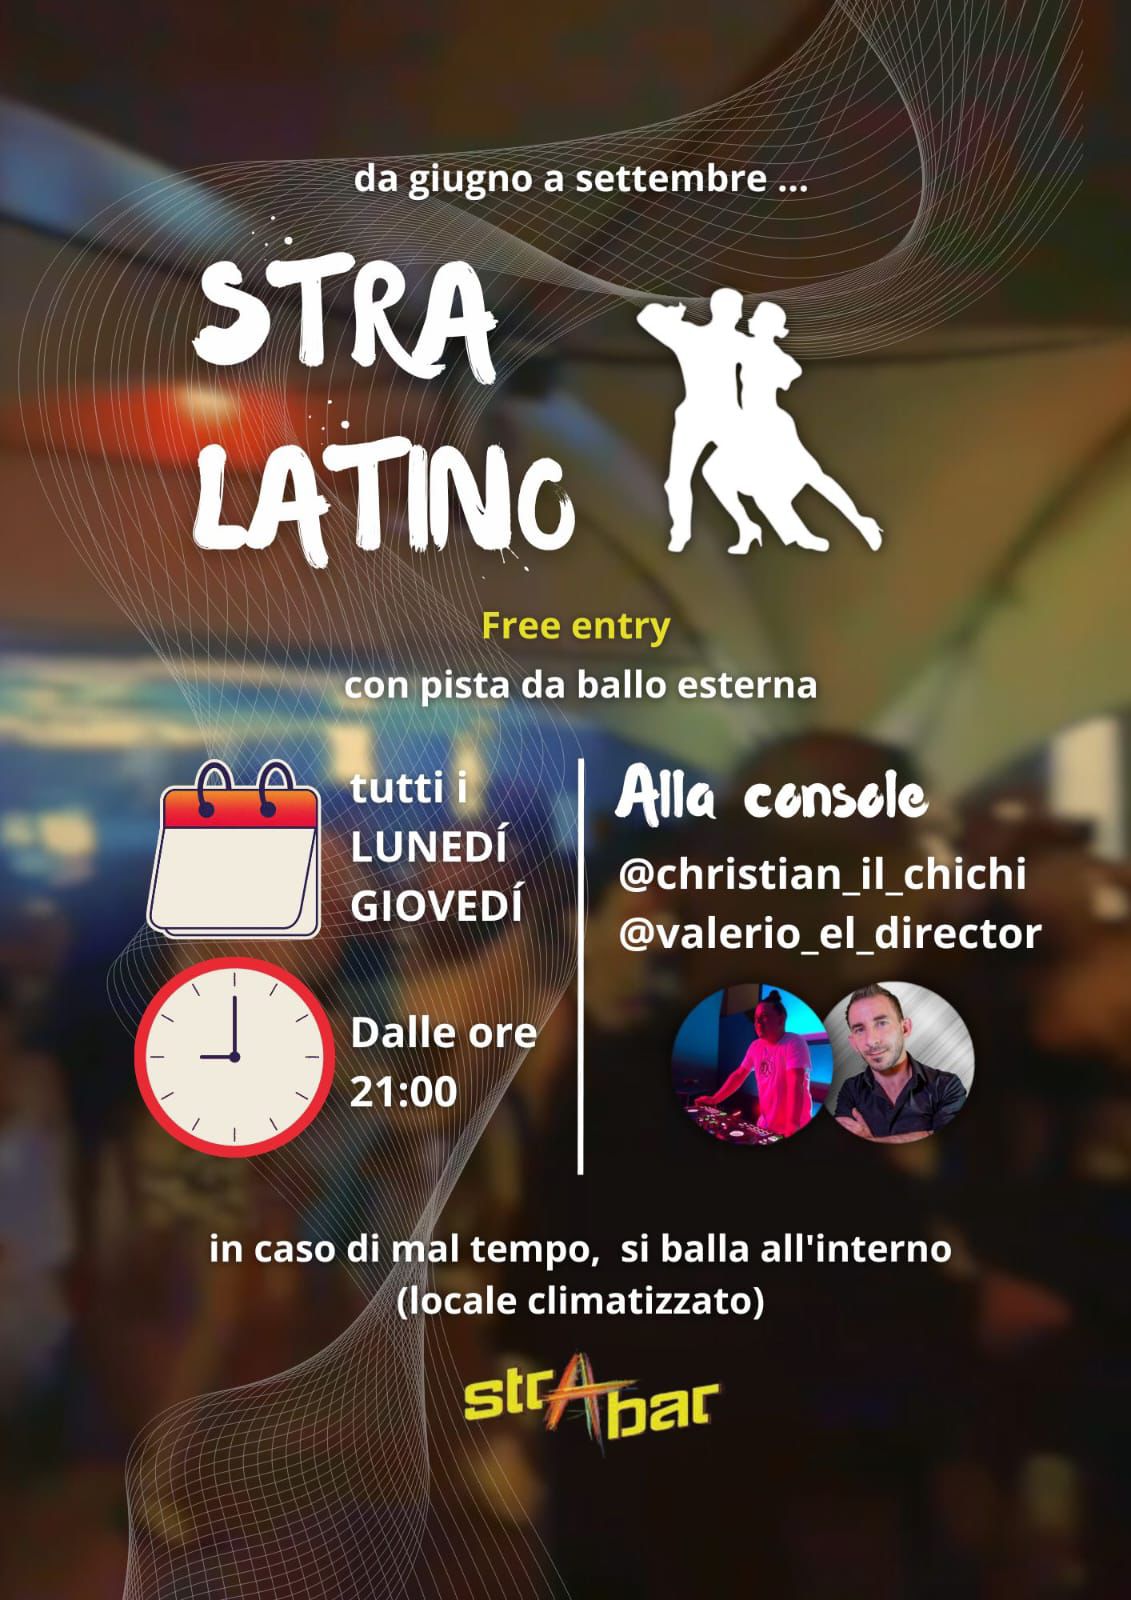 da giugno a settembre ...
STRA
LATINO
Free entry
con pista da ballo esterna
tutti i
LUNEDÍ
GIOVEDÍ
Dalle ore
21:00
Alla console
@christian_il_chichi
@valerio_el_director
in caso di mal tempo,  si balla all'interno
(locale climatizzato)
strAbar